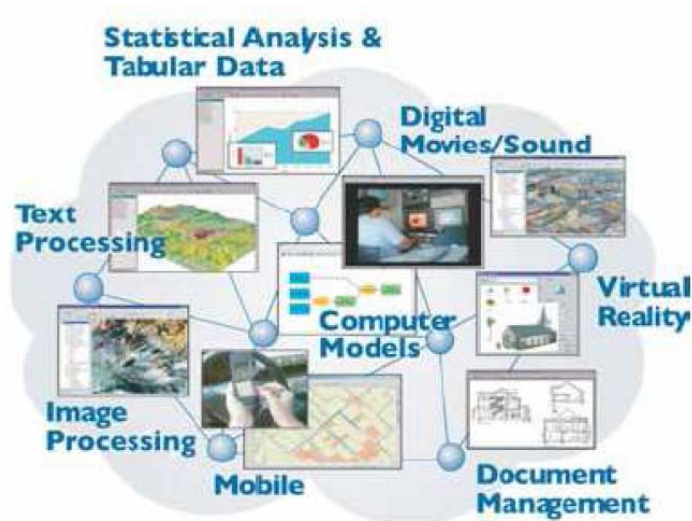 Statistical Analysis &
Tabular Data
Digital
Movies/Sound
Text
Processing
Virtual
Reality
Computer
Models
Image
Processing
Mobile
Document
Management